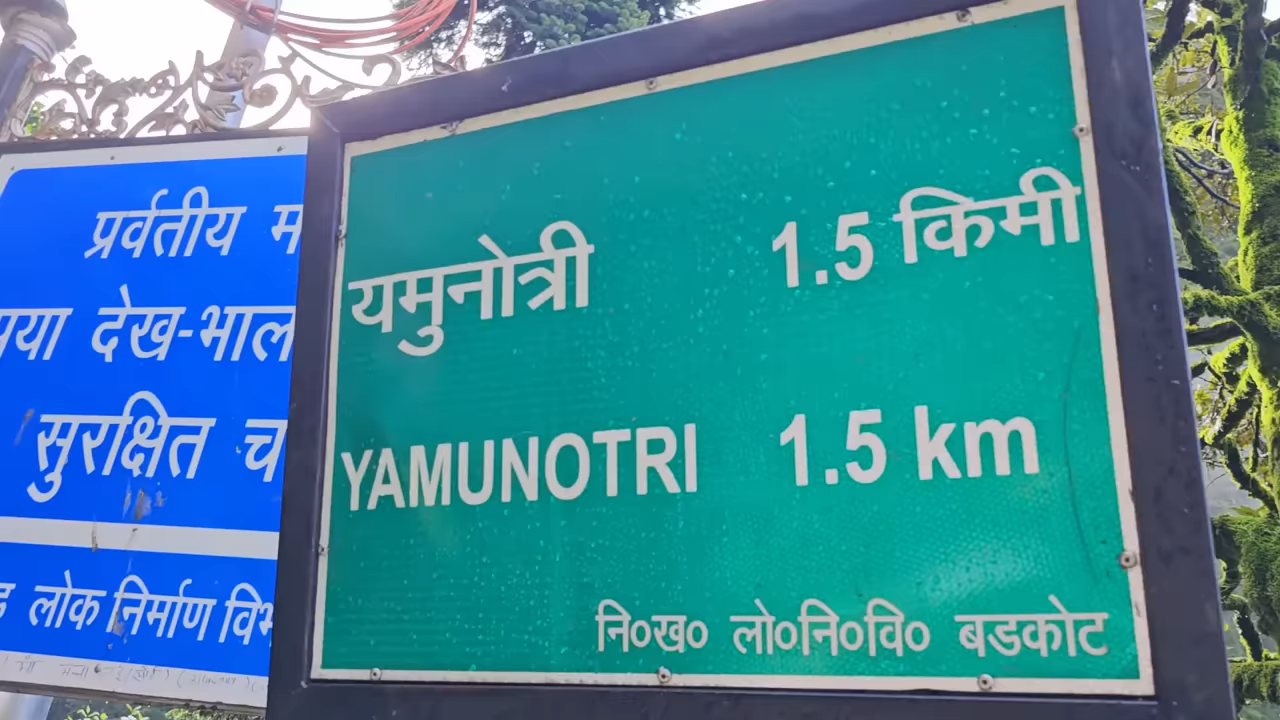 प्रर्वतीय म
देख-भाल
सुरक्षित च
लोक निर्माण विभ
यमुनोत्री 1.5 किमी
YAMUNOTRI 1.5 km
नि०ख० लो०नि०वि० बडकोट